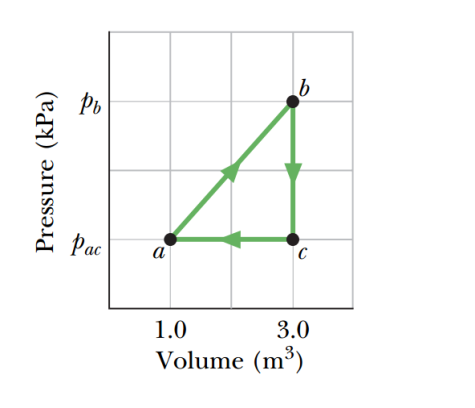 Pressure (kPa)
p_b
p_ac
b
a
c
1.0 3.0
Volume (m³)